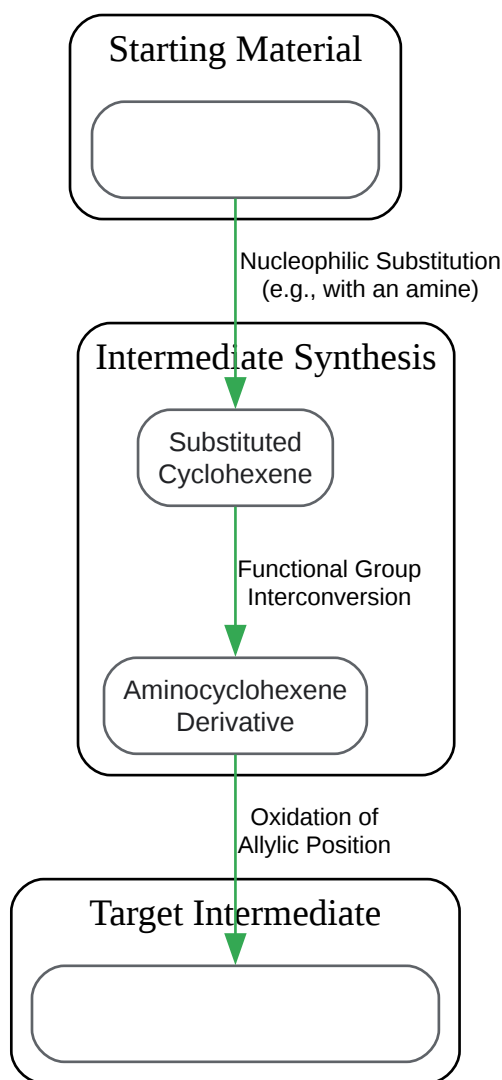 Starting Material
Nucleophilic Substitution
(e.g., with an amine)
Intermediate Synthesis
Substituted
Cyclohexene
Functional Group
Interconversion
Aminocyclohexene
Derivative
Oxidation of
Allylic Position
Target Intermediate